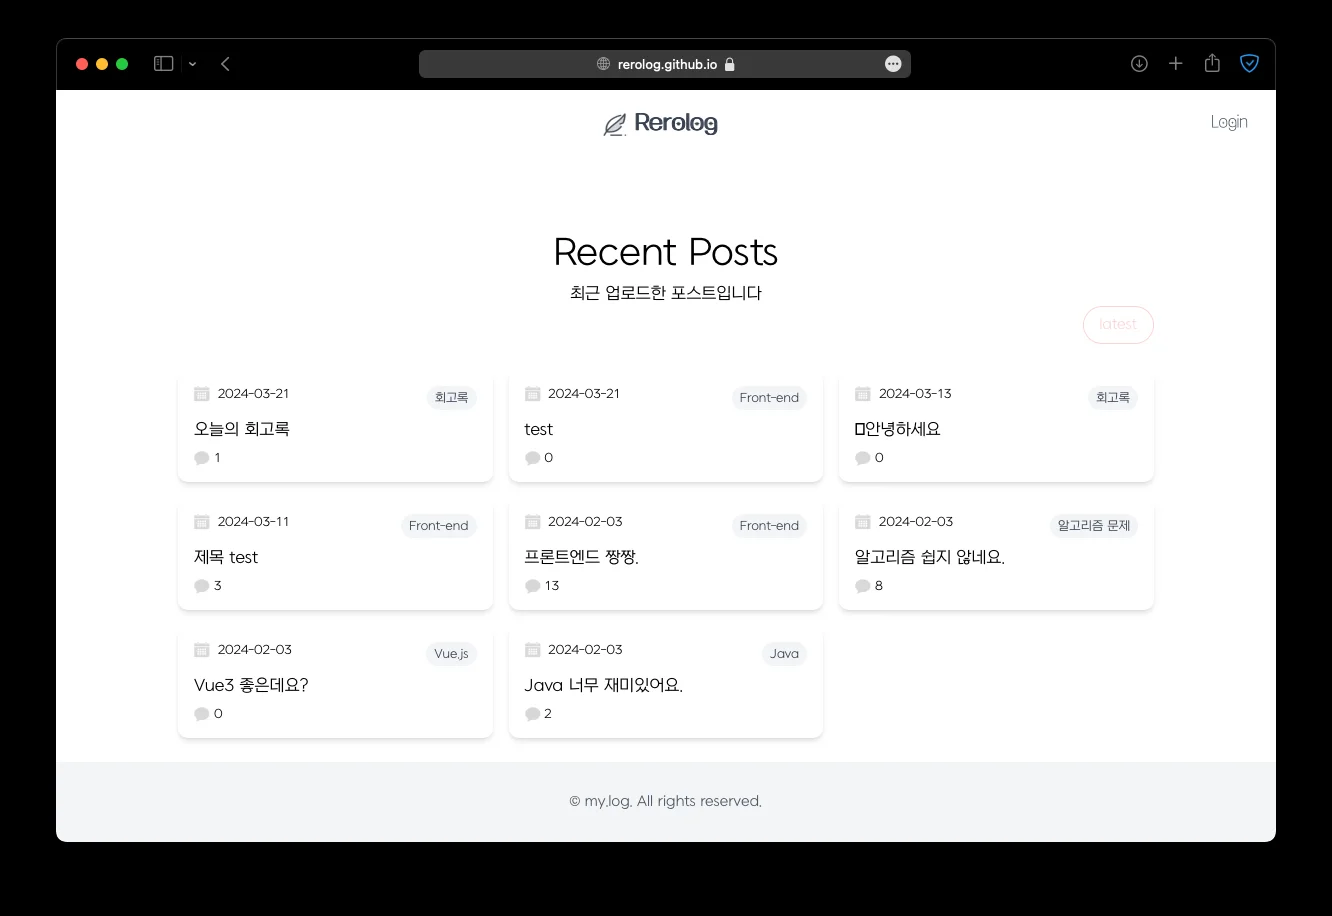 rerolog.github.io
Rerolog
Login
Recent Posts
최근 업로드한 포스트입니다
latest
2024-03-21
회고록
오늘의 회고록
1
2024-03-21
Front-end
test
0
2024-03-13
회고록
안녕하세요
0
2024-03-11
Front-end
제목 test
3
2024-02-03
Front-end
프론트엔드 짱짱.
13
2024-02-03
알고리즘 문제
알고리즘 쉽지 않네요.
8
2024-02-03
Vue.js
Vue3 좋은데요?
0
2024-02-03
Java
Java 너무 재미있어요.
2
© my.log. All rights reserved.